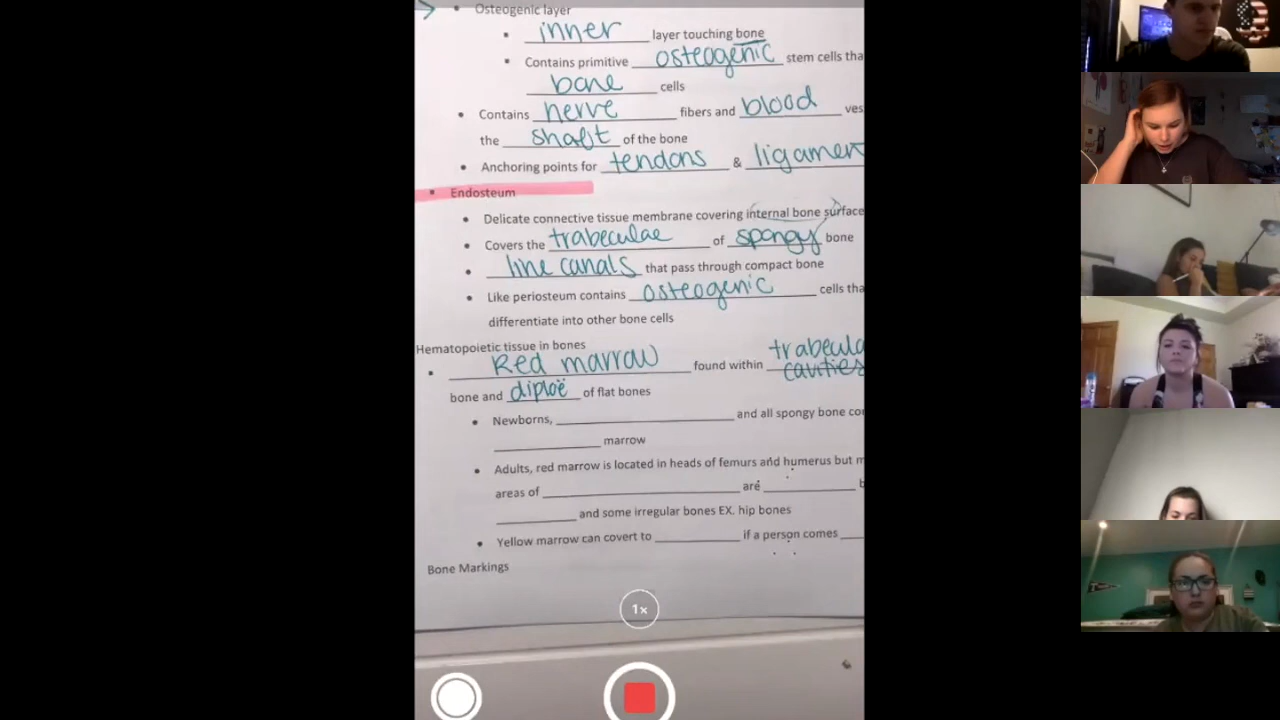 Osteogenic layer
inner layer touching bone
Contains primitive osteogenic stem cells tha
bone cells
Contains nerve fibers and blood ves
the shaft of the bone
Anchoring points for tendons & ligamen
Endosteum
Delicate connective tissue membrane covering internal bone surface
Covers the trabeculae of spongy bone
line canals that pass through compact bone
Like periosteum contains osteogenic cells tha
differentiate into other bone cells
Hematopoietic tissue in bones
trabecula
Red marrow found within cavities
bone and diploë of flat bones
Newborns, and all spongy bone co
marrow
Adults, red marrow is located in heads of femurs and humerus but m
areas of are b
and some irregular bones EX. hip bones
Yellow marrow can covert to if a person comes
Bone Markings
1x